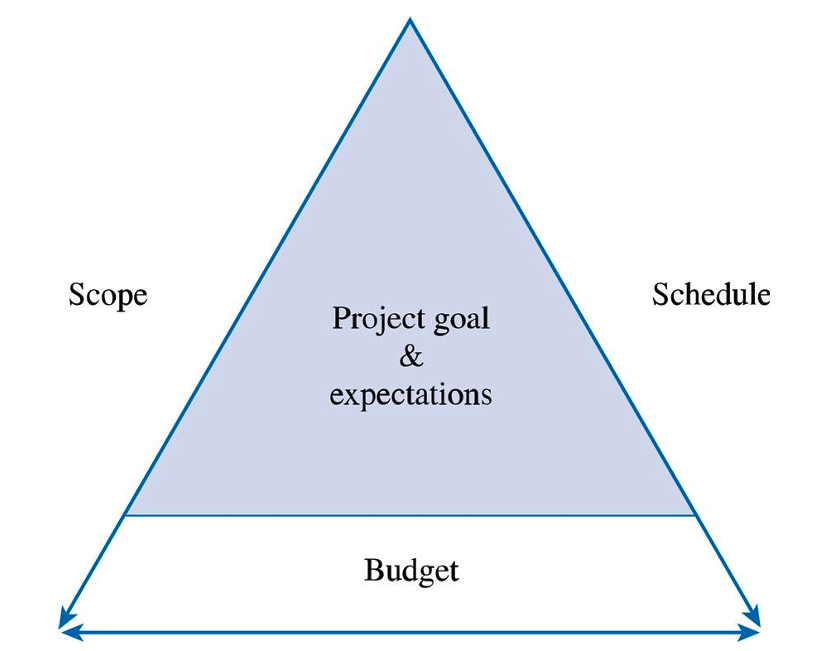 Scope
Schedule
Project goal
&
expectations
Budget